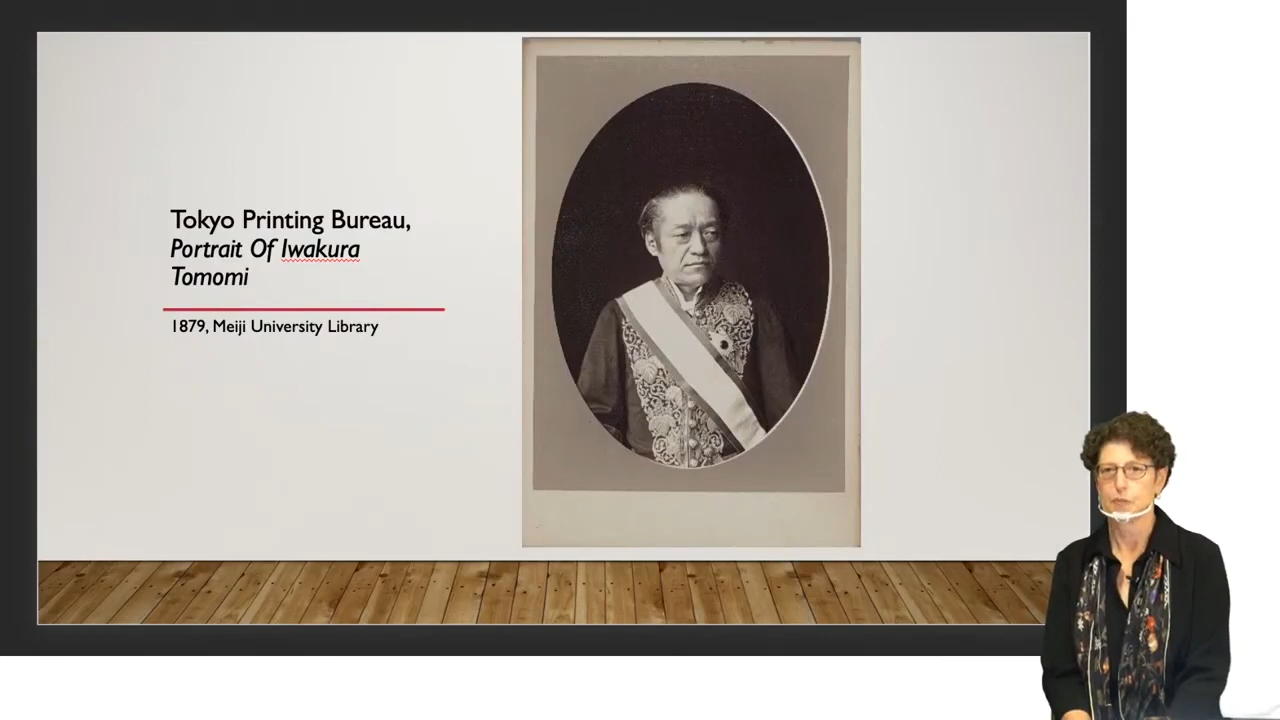 Tokyo Printing Bureau,
Portrait Of Iwakura
Tomomi
1879, Meiji University Library